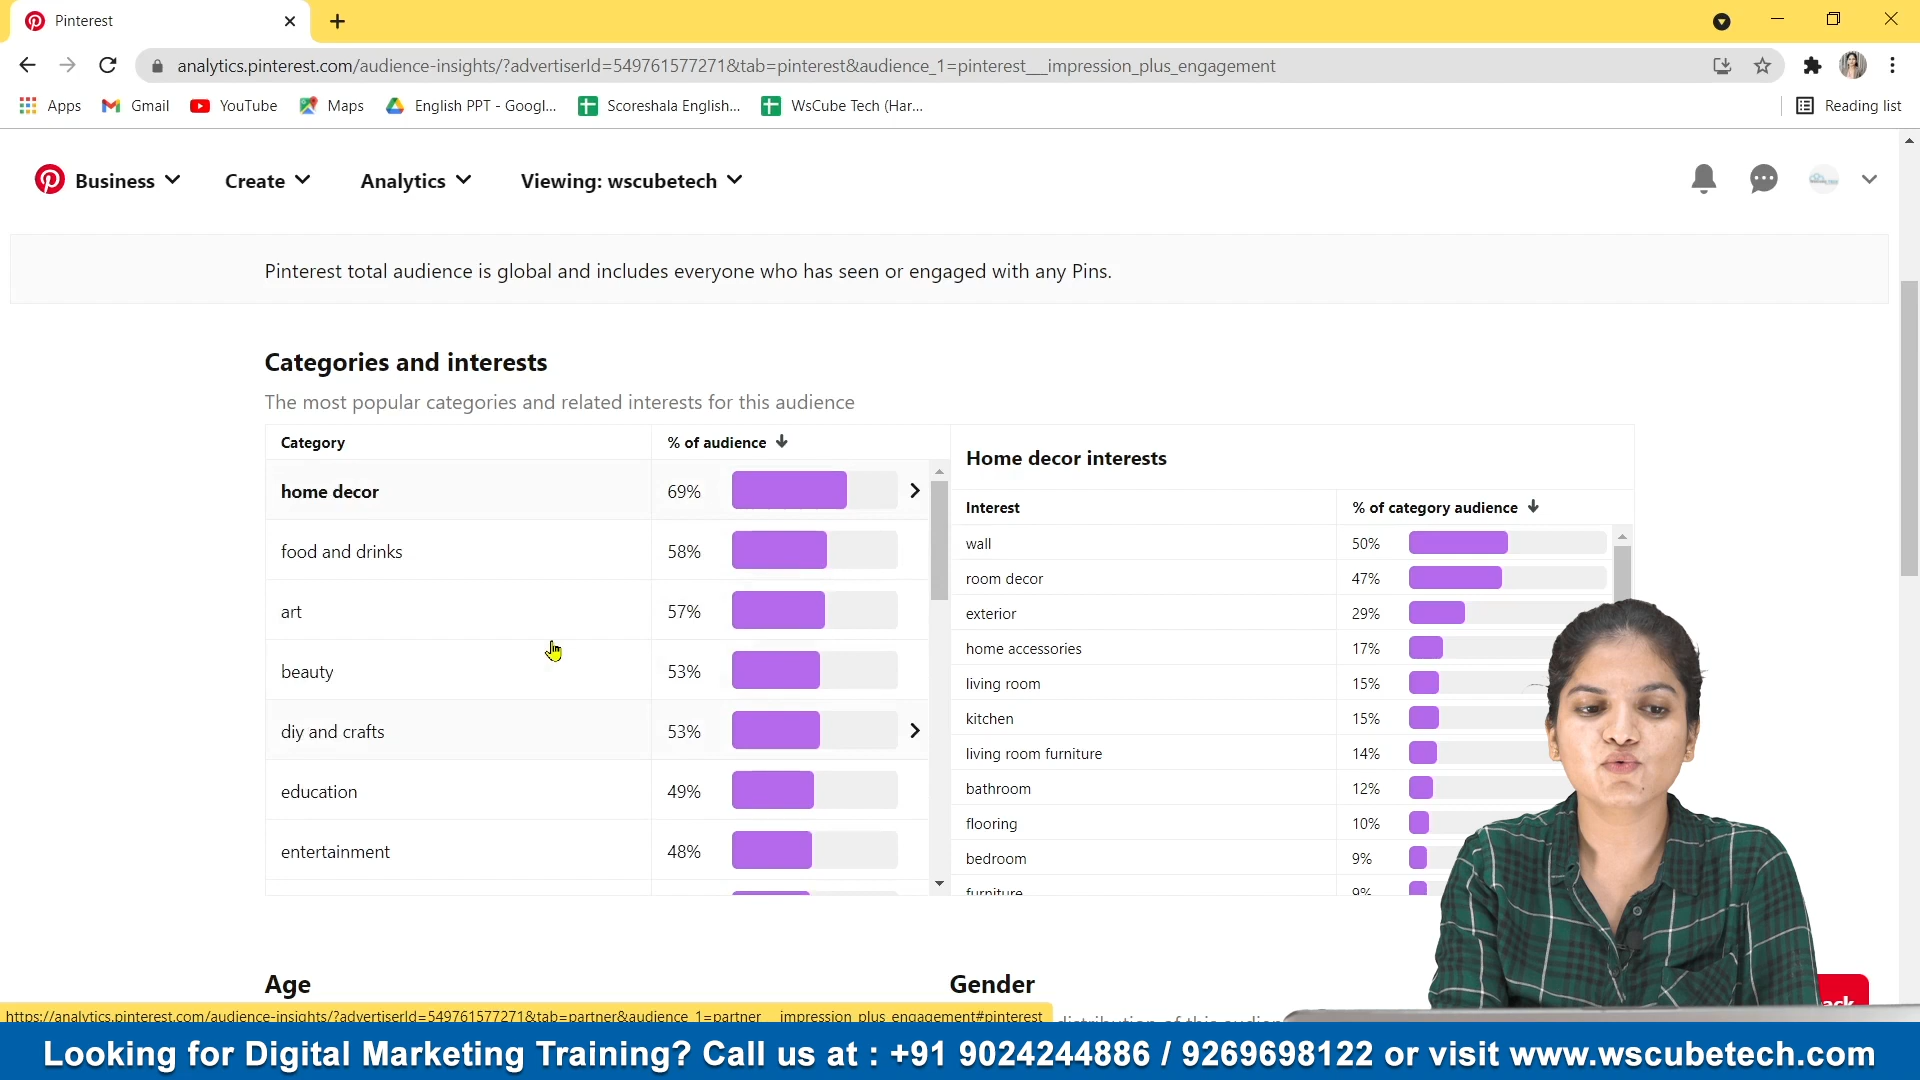 Pinterest
analytics.pinterest.com/audience-insights/?advertiserId=549761577271&tab=pinterest&audience_1=pinterest__impression_plus_engagement
Apps Gmail YouTube Maps English PPT - Googl... Scoreshala English... WsCube Tech (Har... Reading list
Business Create Analytics Viewing: wscubetech
Pinterest total audience is global and includes everyone who has seen or engaged with any Pins.
Categories and interests
The most popular categories and related interests for this audience
Category % of audience
home decor 69%
food and drinks 58%
art 57%
beauty 53%
diy and crafts 53%
education 49%
entertainment 48%
Home decor interests
Interest % of category audience
wall 50%
room decor 47%
exterior 29%
home accessories 17%
living room 15%
kitchen 15%
living room furniture 14%
bathroom 12%
flooring 10%
bedroom 9%
furniture 9%
Age
Gender
https://analytics.pinterest.com/audience-insights/?advertiserId=549761577271&tab=partner&audience_1=partner__impression_plus_engagement#pinterest
distribution of this
Looking for Digital Marketing Training? Call us at : +91 9024244886 / 9269698122 or visit www.wscubetech.com